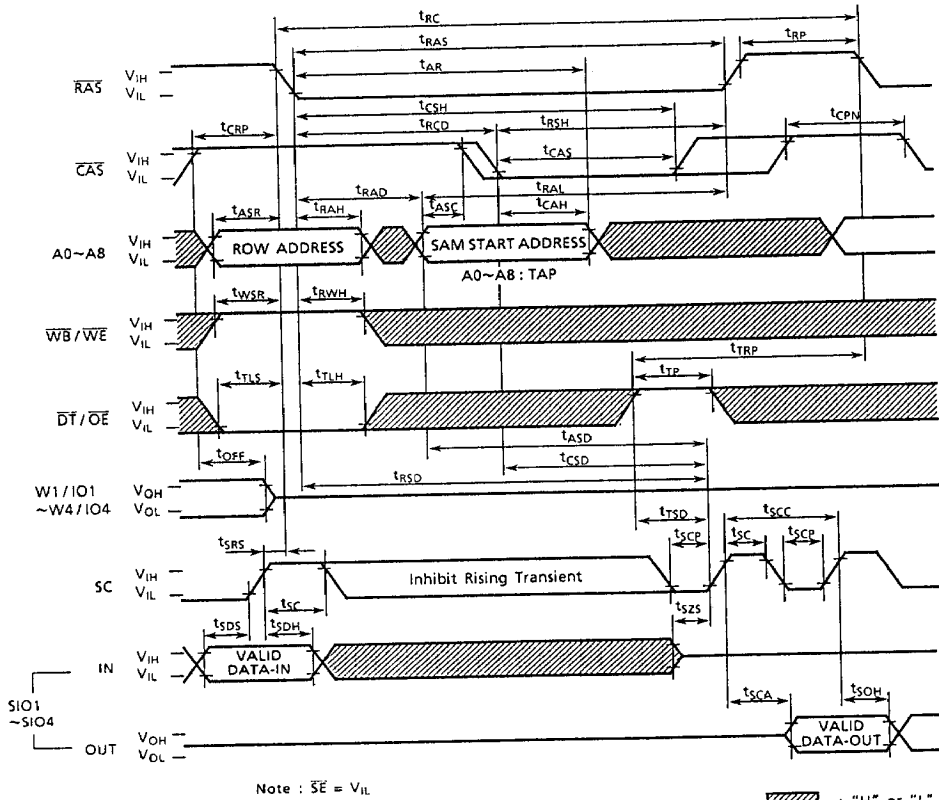 tRC
tRAS
tRP
tAR
RAS
VIH
VIL
tCSH
tCRP
tRCD
tRSH
tCPN
CAS
VIH
VIL
tCAS
tRAD
tRAL
tASR
tRAH
tASC
tCAH
A0~A8
VIH
VIL
ROW ADDRESS
SAM START ADDRESS
A0~A8 : TAP
tWSR
tRWH
WB/WE
VIH
VIL
tTRP
tTLS
tTLH
tTP
DT/OE
VIH
VIL
tASD
tOFF
tCSD
tRSD
W1/IO1
~W4/IO4
VOH
VOL
tTSD
tSCC
tSRS
tSCP
tSC
tSCP
SC
VIH
VIL
Inhibit Rising Transient
tSC
tSZS
tSDS
tSDH
IN
VIH
VIL
VALID
DATA-IN
SIO1
~SIO4
tSCA
tSOH
OUT
VOH
VOL
VALID
DATA-OUT
Note : SE = VIL
: "H" or "L"